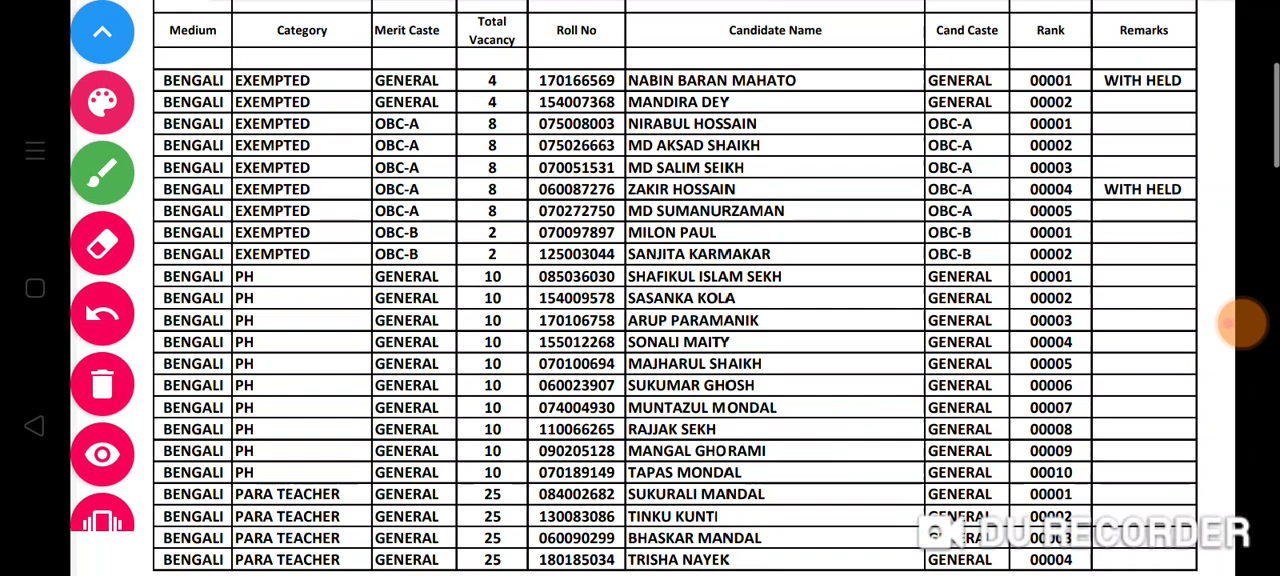 Medium Category Merit Caste Total Vacancy Roll No Candidate Name Cand Caste Rank Remarks
BENGALI EXEMPTED GENERAL 4 170166569 NABIN BARAN MAHATO GENERAL 00001 WITH HELD
BENGALI EXEMPTED GENERAL 4 154007368 MANDIRA DEY GENERAL 00002
BENGALI EXEMPTED OBC-A 8 075008003 NIRABUL HOSSAIN OBC-A 00001
BENGALI EXEMPTED OBC-A 8 075026663 MD AKSAD SHAIKH OBC-A 00002
BENGALI EXEMPTED OBC-A 8 070051531 MD SALIM SEIKH OBC-A 00003
BENGALI EXEMPTED OBC-A 8 060087276 ZAKIR HOSSAIN OBC-A 00004 WITH HELD
BENGALI EXEMPTED OBC-A 8 070272750 MD SUMANURZAMAN OBC-A 00005
BENGALI EXEMPTED OBC-B 2 070097897 MILON PAUL OBC-B 00001
BENGALI EXEMPTED OBC-B 2 125003044 SANJITA KARMAKAR OBC-B 00002
BENGALI PH GENERAL 10 085036030 SHAFIKUL ISLAM SEKH GENERAL 00001
BENGALI PH GENERAL 10 154009578 SASANKA KOLA GENERAL 00002
BENGALI PH GENERAL 10 170106758 ARUP PARAMANIK GENERAL 00003
BENGALI PH GENERAL 10 155012268 SONALI MAITY GENERAL 00004
BENGALI PH GENERAL 10 070100694 MAJHARUL SHAIKH GENERAL 00005
BENGALI PH GENERAL 10 060023907 SUKUMAR GHOSH GENERAL 00006
BENGALI PH GENERAL 10 074004930 MUNTAZUL MONDAL GENERAL 00007
BENGALI PH GENERAL 10 110066265 RAJJAK SEKH GENERAL 00008
BENGALI PH GENERAL 10 090205128 MANGAL GHORAMI GENERAL 00009
BENGALI PH GENERAL 10 070189149 TAPAS MONDAL GENERAL 00010
BENGALI PARA TEACHER GENERAL 25 084002682 SUKURALI MANDAL GENERAL 00001
BENGALI PARA TEACHER GENERAL 25 130083086 TINKU KUNTI GENERAL 00002
BENGALI PARA TEACHER GENERAL 25 060090299 BHASKAR MANDAL GENERAL 00003
BENGALI PARA TEACHER GENERAL 25 180185034 TRISHA NAYEK GENERAL 00004
DU RECORDER